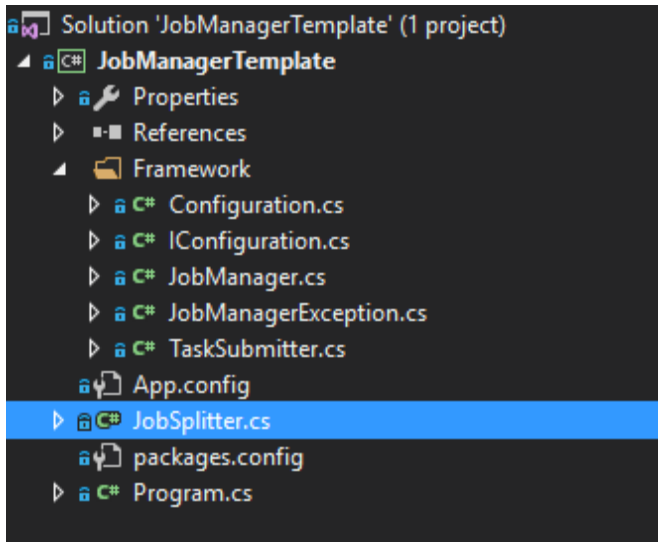 Solution 'JobManagerTemplate' (1 project)
C# JobManagerTemplate
Properties
References
Framework
C# Configuration.cs
C# IConfiguration.cs
C# JobManager.cs
C# JobManagerException.cs
C# TaskSubmitter.cs
App.config
C# JobSplitter.cs
packages.config
C# Program.cs